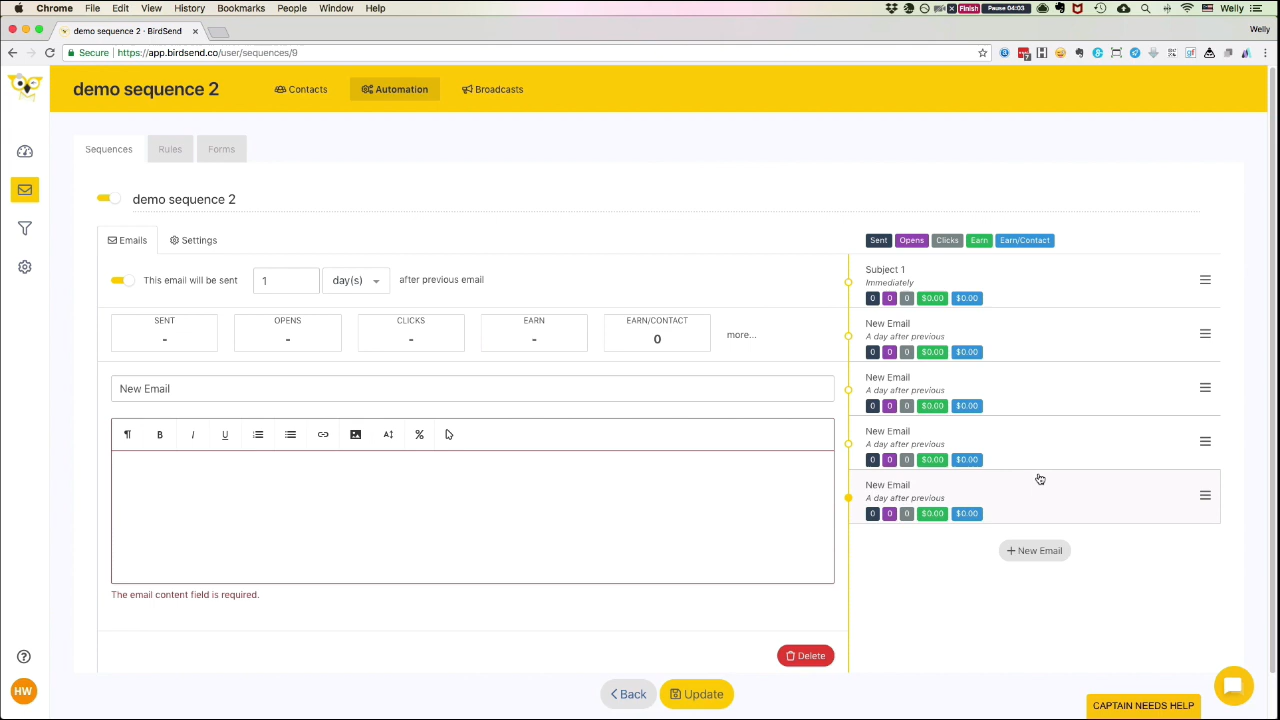 Chrome File Edit View History Bookmarks People Window Help Finish Pause 04:03 Welly
demo sequence 2 · BirdSend Welly
Secure https://app.birdsend.co/user/sequences/9
demo sequence 2 Contacts Automation Broadcasts
Sequences Rules Forms
demo sequence 2
Emails Settings
This email will be sent 1 day(s) after previous email
SENT OPENS CLICKS EARN EARN/CONTACT
- - - - 0 more...
New Email
B I U
The email content field is required.
Delete
Sent Opens Clicks Earn Earn/Contact
Subject 1
Immediately
0 0 0 $0.00 $0.00
New Email
A day after previous
0 0 0 $0.00 $0.00
New Email
A day after previous
0 0 0 $0.00 $0.00
New Email
A day after previous
0 0 0 $0.00 $0.00
New Email
A day after previous
0 0 0 $0.00 $0.00
+ New Email
Back Update
HW
CAPTAIN NEEDS HELP